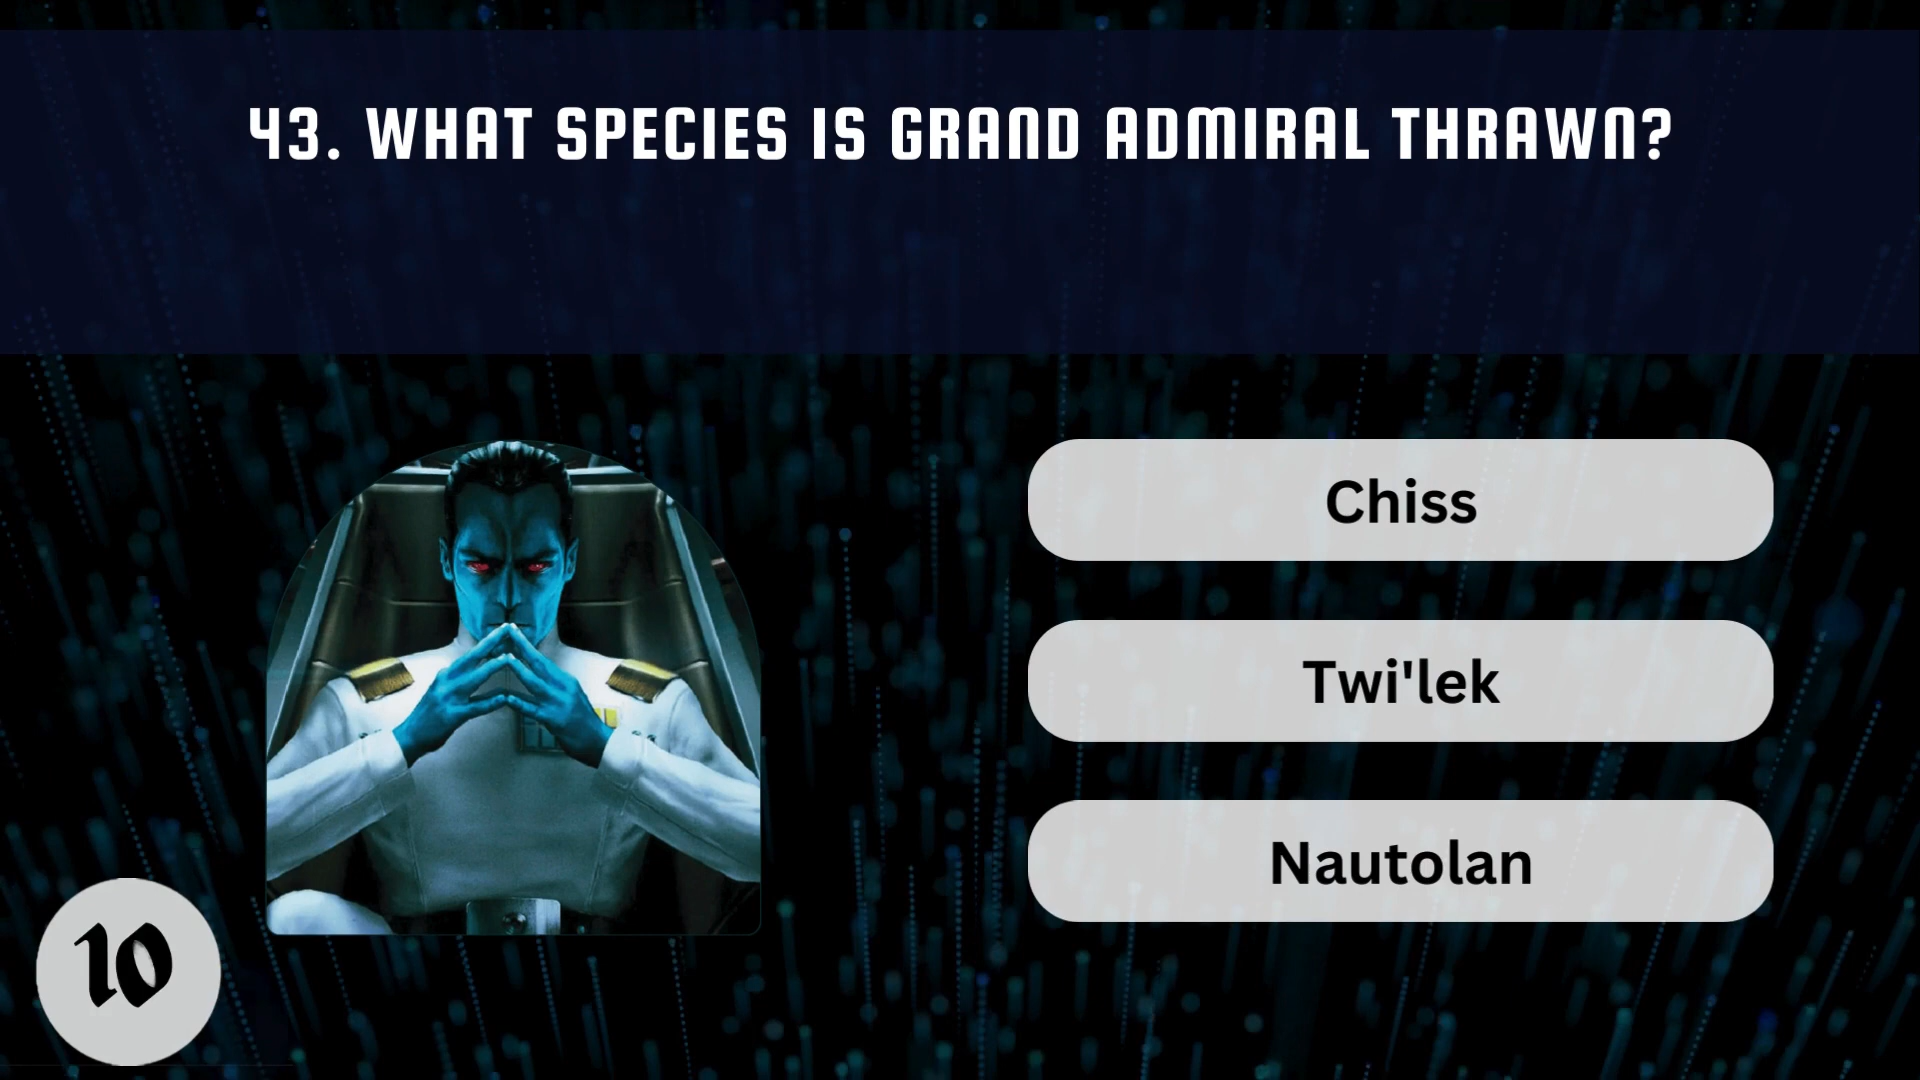 43. WHAT SPECIES IS GRAND ADMIRAL THRAWN?
Chiss
Twi'lek
Nautolan
10